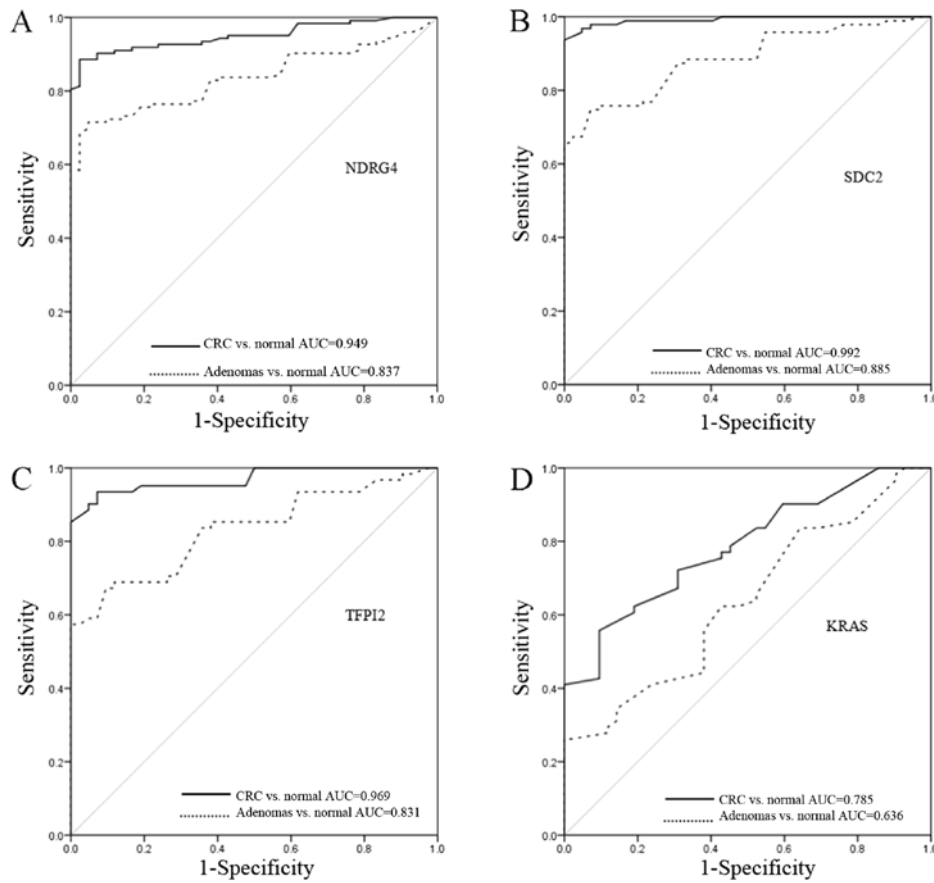 A
1.0
0.8
0.6
0.4
0.2
0.0
Sensitivity
NDRG4
CRC vs. normal AUC=0.949
Adenomas vs. normal AUC=0.837
0.0 0.2 0.4 0.6 0.8 1.0
1-Specificity
B
1.0
0.8
0.6
0.4
0.2
0.0
Sensitivity
SDC2
CRC vs. normal AUC=0.992
Adenomas vs. normal AUC=0.885
0.0 0.2 0.4 0.6 0.8 1.0
1-Specificity
C
1.0
0.8
0.6
0.4
0.2
0.0
Sensitivity
TFPI2
CRC vs. normal AUC=0.969
Adenomas vs. normal AUC=0.831
0.0 0.2 0.4 0.6 0.8 1.0
1-Specificity
D
1.0
0.8
0.6
0.4
0.2
0.0
Sensitivity
KRAS
CRC vs. normal AUC=0.785
Adenomas vs. normal AUC=0.636
0.0 0.2 0.4 0.6 0.8 1.0
1-Specificity